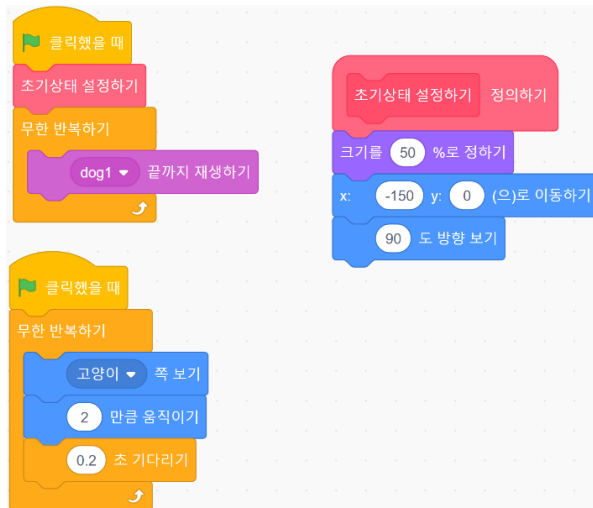 클릭했을 때
초기상태 설정하기
무한 반복하기
dog1 끝까지 재생하기
클릭했을 때
무한 반복하기
고양이 쪽 보기
2 만큼 움직이기
0.2 초 기다리기
초기상태 설정하기 정의하기
크기를 50 %로 정하기
x: -150 y: 0 (으)로 이동하기
90 도 방향 보기